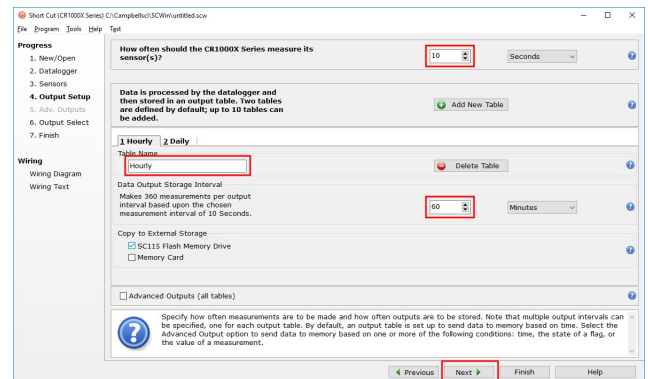 Short Cut (CR1000X Series) C:\Campbellsci\SCWin\untitled.scw
File Program Tools Help Test
Progress
1. New/Open
2. Datalogger
3. Sensors
4. Output Setup
5. Adv. Outputs
6. Output Select
7. Finish
Wiring
Wiring Diagram
Wiring Text
How often should the CR1000X Series measure its
sensor(s)?
10
Seconds
Data is processed by the datalogger and
then stored in an output table. Two tables
are defined by default; up to 10 tables can
be added.
Add New Table
1 Hourly 2 Daily
Table Name
Hourly
Delete Table
Data Output Storage Interval
Makes 360 measurements per output
interval based upon the chosen
measurement interval of 10 Seconds.
60
Minutes
Copy to External Storage
SC115 Flash Memory Drive
Memory Card
Advanced Outputs (all tables)
Specify how often measurements are to be made and how often outputs are to be stored. Note that multiple output intervals can
be specified, one for each output table. By default, an output table is set up to send data to memory based on time. Select the
Advanced Output option to send data to memory based on one or more of the following conditions: time, the state of a flag, or
the value of a measurement.
Previous Next Finish Help